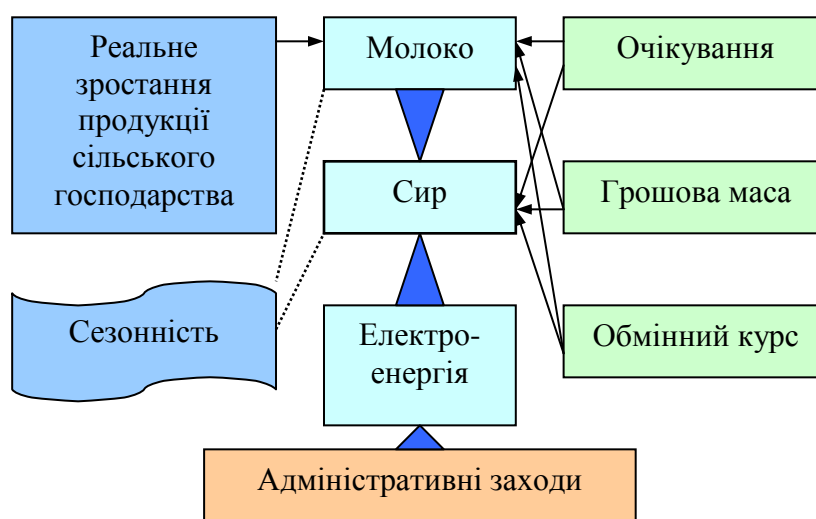 Реальне
зростання
продукції
сільського
господарства
Молоко
Очікування
Сир
Грошова маса
Сезонність
Електро-
енергія
Обмінний курс
Адміністративні заходи